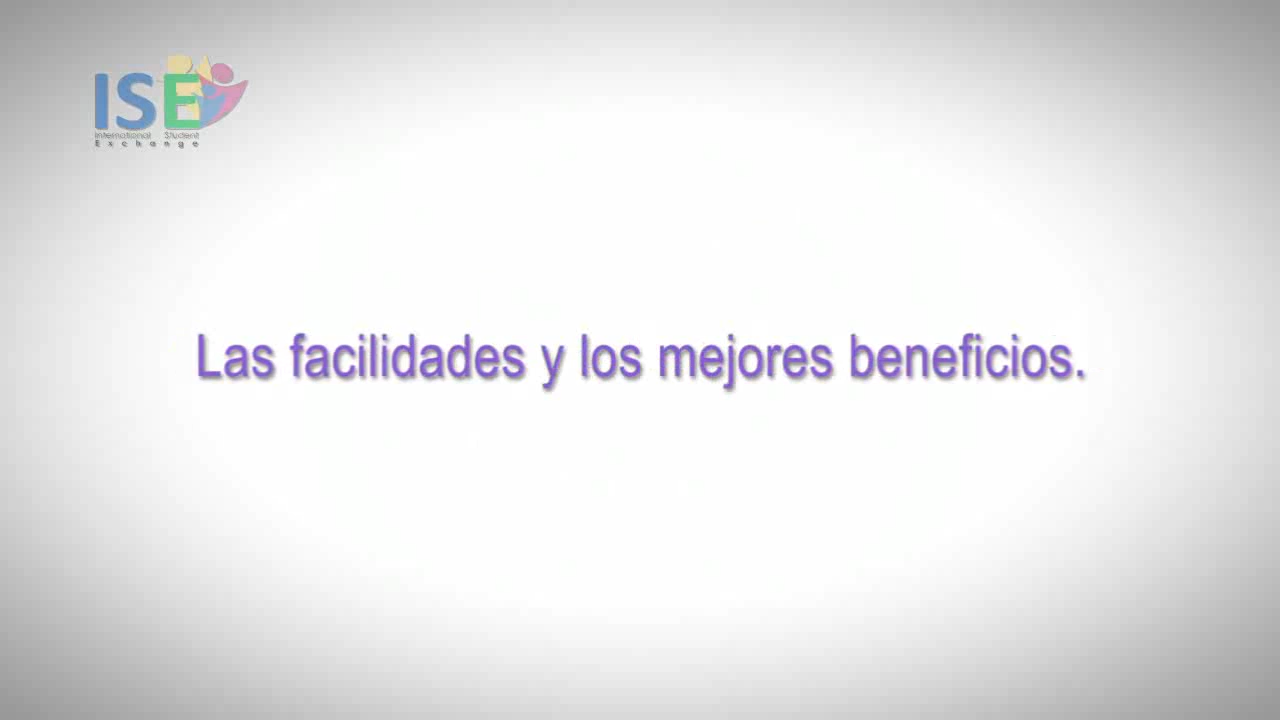 ISE
International Student
Exchange
Las facilidades y los mejores beneficios.